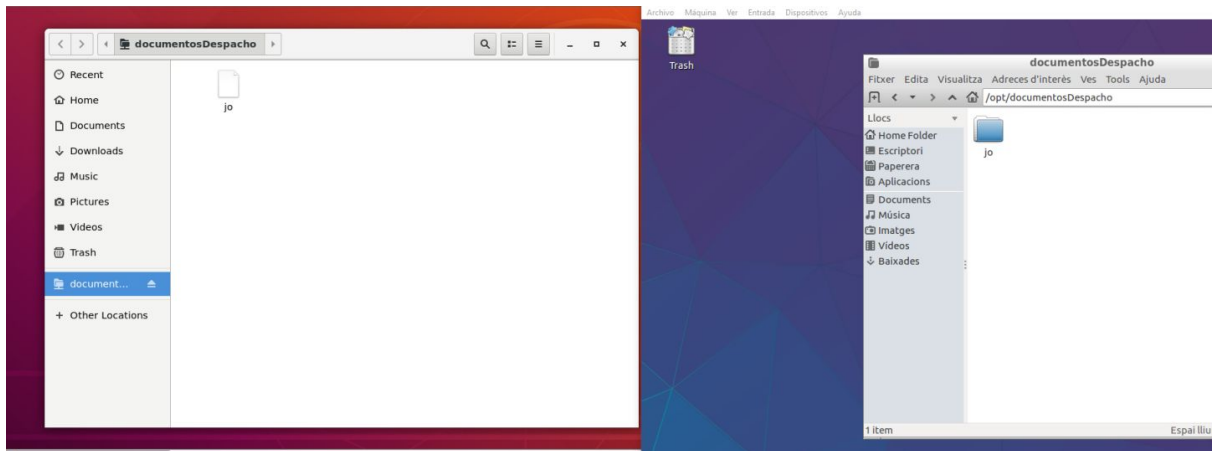 documentosDespacho
Recent
Home
Documents
Downloads
Music
Pictures
Videos
Trash
document...
+ Other Locations
jo
Archivo Máquina Ver Entrada Dispositivos Ayuda
Trash
documentosDespacho
Fitxer Edita Visualitza Adreces d'interès Ves Tools Ajuda
/opt/documentosDespacho
Llocs
Home Folder
Escriptori
Paperera
Aplicacions
Documents
Música
Imatges
Vídeos
Baixades
jo
1 item Espai lliu